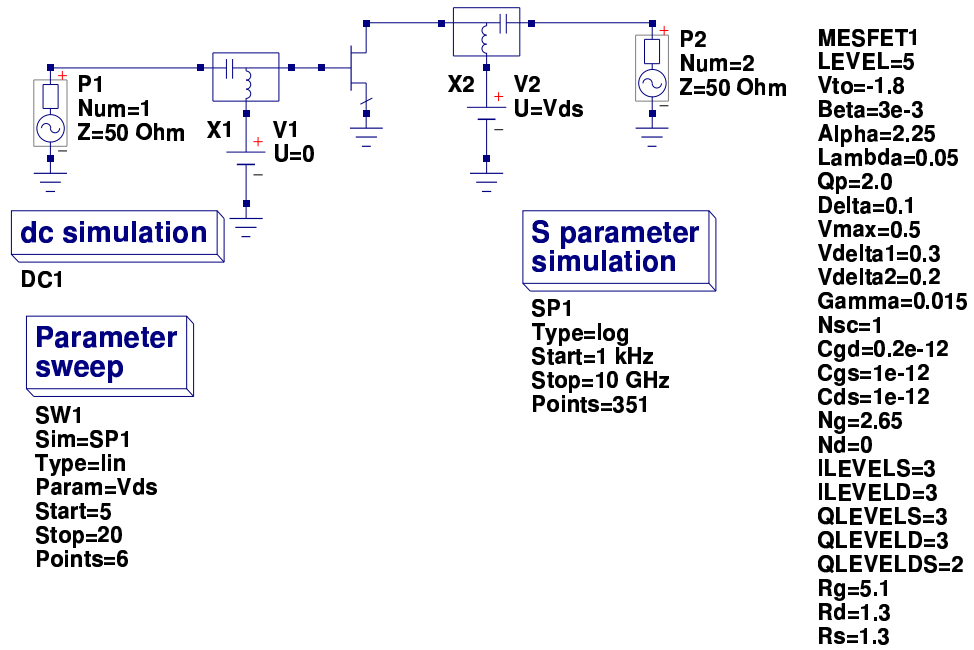 P1
Num=1
Z=50 Ohm
X1
V1
U=0
X2
V2
U=Vds
P2
Num=2
Z=50 Ohm
dc simulation
DC1
Parameter
sweep
SW1
Sim=SP1
Type=lin
Param=Vds
Start=5
Stop=20
Points=6
S parameter
simulation
SP1
Type=log
Start=1 kHz
Stop=10 GHz
Points=351
MESFET1
LEVEL=5
Vto=-1.8
Beta=3e-3
Alpha=2.25
Lambda=0.05
Qp=2.0
Delta=0.1
Vmax=0.5
Vdelta1=0.3
Vdelta2=0.2
Gamma=0.015
Nsc=1
Cgd=0.2e-12
Cgs=1e-12
Cds=1e-12
Ng=2.65
Nd=0
ILEVELS=3
ILEVELD=3
QLEVELS=3
QLEVELD=3
QLEVELDS=2
Rg=5.1
Rd=1.3
Rs=1.3